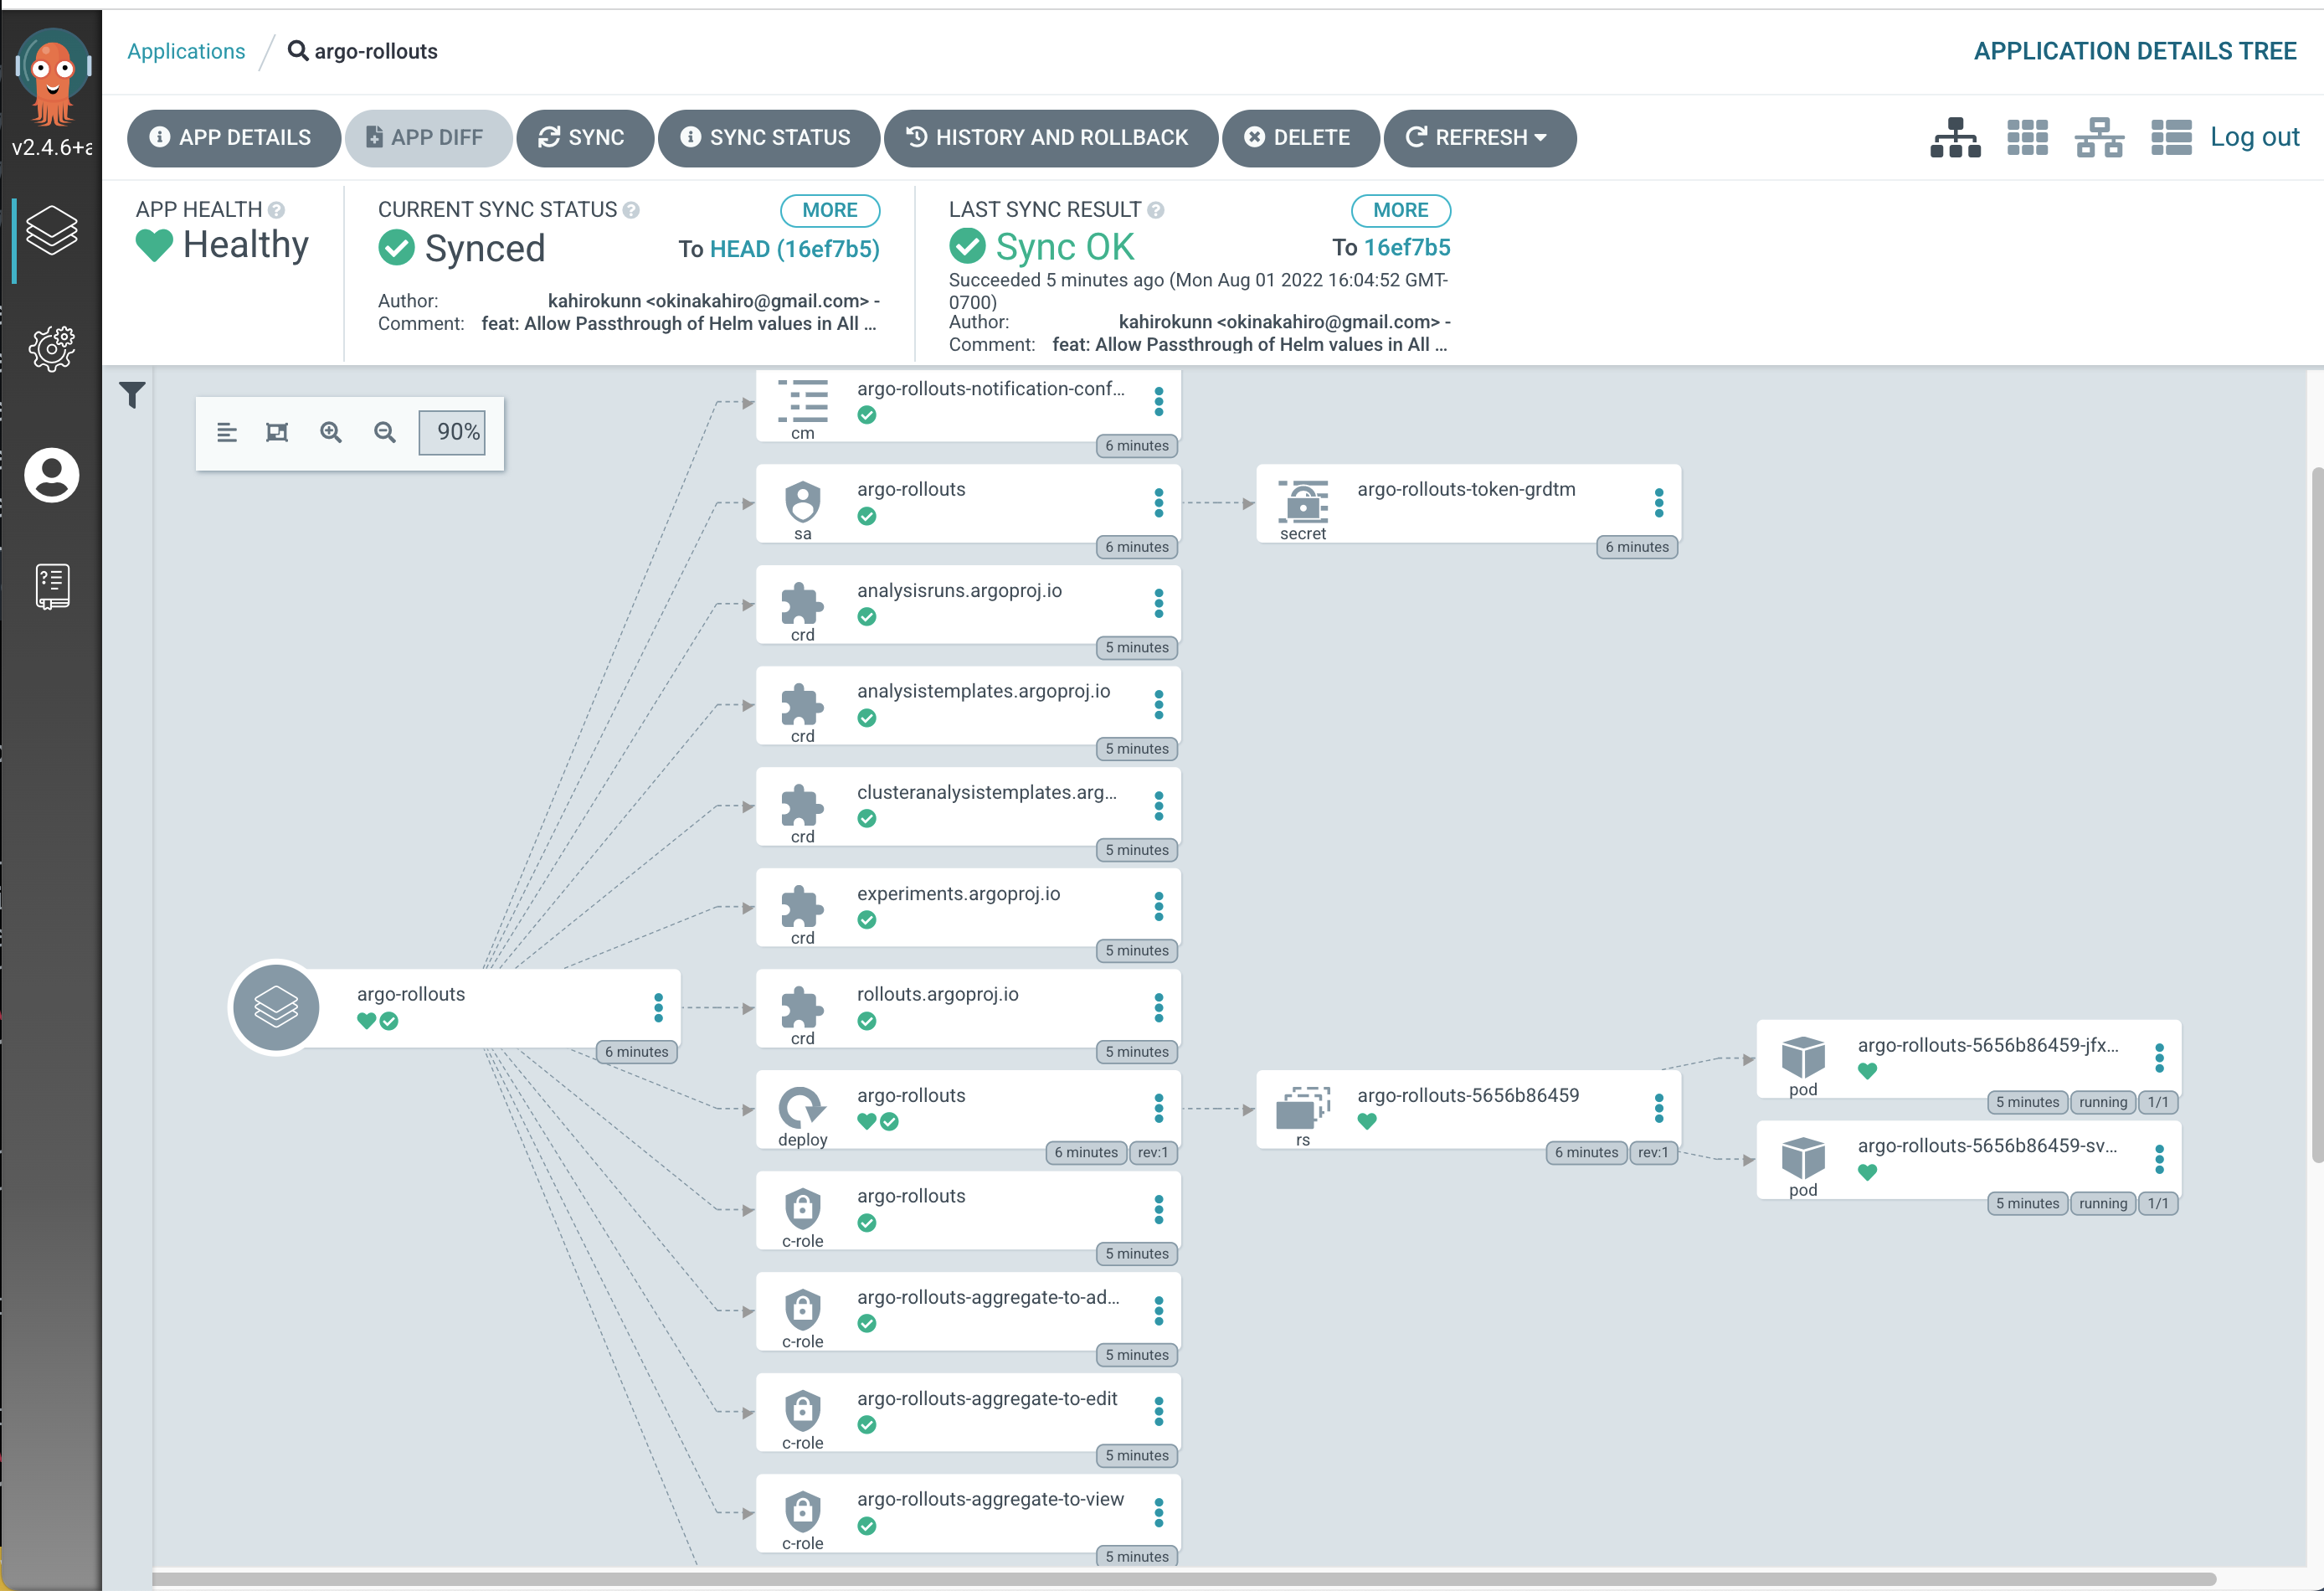 Applications / argo-rollouts
APPLICATION DETAILS TREE
v2.4.6+a
APP DETAILS
APP DIFF
SYNC
SYNC STATUS
HISTORY AND ROLLBACK
DELETE
REFRESH
Log out
APP HEALTH
Healthy
CURRENT SYNC STATUS
MORE
Synced
To HEAD (16ef7b5)
Author: kahirokunn <okinakahiro@gmail.com> -
Comment: feat: Allow Passthrough of Helm values in All ...
LAST SYNC RESULT
MORE
Sync OK
To 16ef7b5
Succeeded 5 minutes ago (Mon Aug 01 2022 16:04:52 GMT-
0700)
Author: kahirokunn <okinakahiro@gmail.com> -
Comment: feat: Allow Passthrough of Helm values in All ...
90%
argo-rollouts
6 minutes
argo-rollouts-notification-conf...
cm
6 minutes
argo-rollouts
sa
6 minutes
argo-rollouts-token-grdtm
secret
6 minutes
analysisruns.argoproj.io
crd
5 minutes
analysistemplates.argoproj.io
crd
5 minutes
clusteranalysistemplates.arg...
crd
5 minutes
experiments.argoproj.io
crd
5 minutes
rollouts.argoproj.io
crd
5 minutes
argo-rollouts
deploy
6 minutes rev:1
argo-rollouts-5656b86459
rs
6 minutes rev:1
argo-rollouts-5656b86459-jfx...
pod
5 minutes running 1/1
argo-rollouts-5656b86459-sv...
pod
5 minutes running 1/1
argo-rollouts
c-role
5 minutes
argo-rollouts-aggregate-to-ad...
c-role
5 minutes
argo-rollouts-aggregate-to-edit
c-role
5 minutes
argo-rollouts-aggregate-to-view
c-role
5 minutes